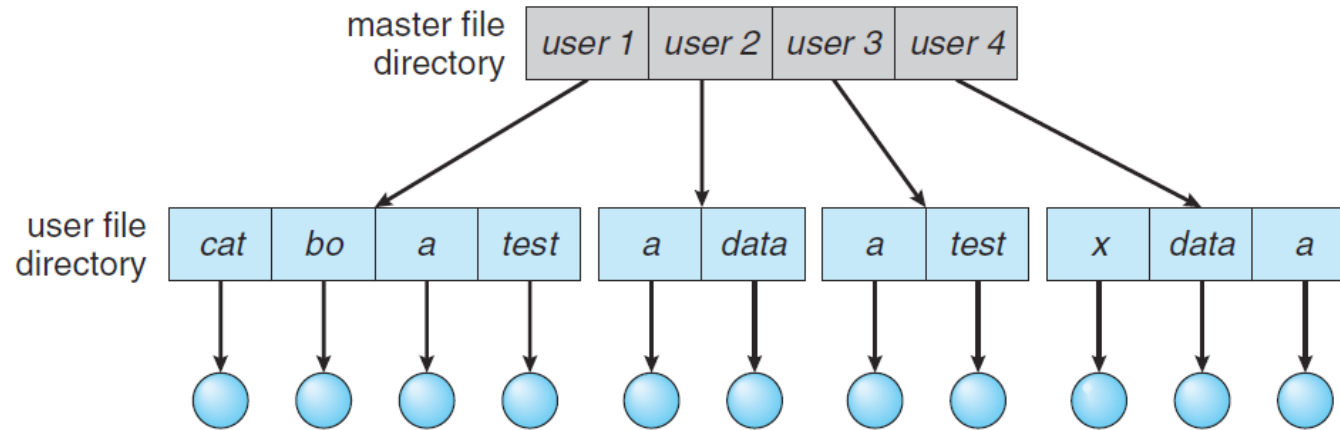 master file
directory
user 1 user 2 user 3 user 4
user file
directory
cat bo a test a data a test x data a